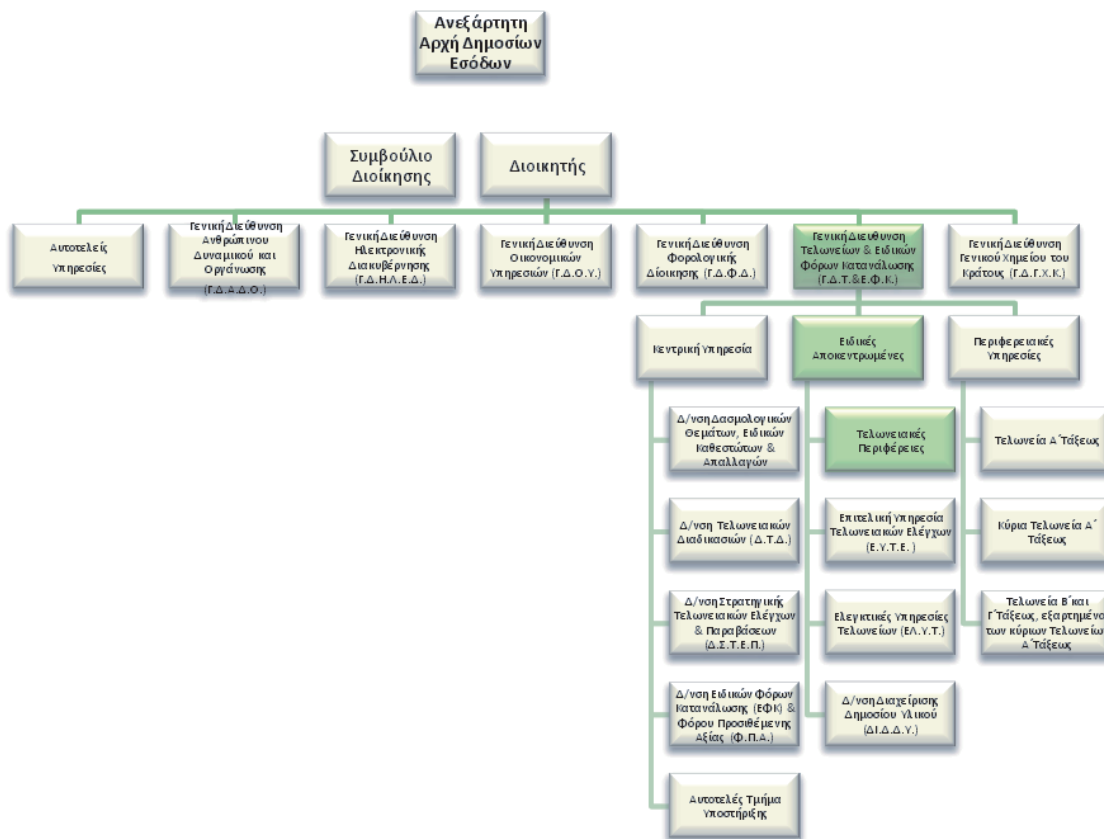 Ανεξάρτητη
Αρχή Δημοσίων
Εσόδων
Συμβούλιο
Διοίκησης
Διοικητής
Αυτοτελείς
Υπηρεσίες
Γενική Διεύθυνση
Ανθρώπινου
Δυναμικού και
Οργάνωσης
(Γ.Δ.Α.Δ.Ο.)
Γενική Διεύθυνση
Ηλεκτρονικής
Διακυβέρνησης
(Γ.Δ.Η.Λ.Ε.Δ.)
Γενική Διεύθυνση
Οικονομικών
Υπηρεσιών (Γ.Δ.Ο.Υ.)
Γενική Διεύθυνση
Φορολογικής
Δίοικησης (Γ.Δ.Φ.Δ.)
Γενική Διευθυνση
Τελωνείων & Ειδικών
Φόρων Κατανάλωσης
(Γ.Δ.Τ.&Ε.Φ.Κ.)
Γενική Διεύθυνση
Γενικού Χημείου του
Κράτους (Γ.Δ.Γ.Χ.Κ.)
Κεντρική Υπηρεσία
Ειδικές
Αποκεντρωμένες
Περιφερειακές
Υπηρεσίες
Δ/νση Δασμολογικών
Θεμάτων, Ειδικών
Καθεστώτων &
Απαλλαγών
Τελωνειακές
Περιφέρειες
Τελωνεία Α΄Τάξεως
Δ/νση Τελωνειακών
Διαδικασιών (Δ.Τ.Δ.)
Επιτελική Υπηρεσία
Τελωνειακών Ελέγχων
(Ε.Υ.Τ.Ε. )
Κύρια Τελωνεία Α΄
Τάξεως
Δ/νση Στρατηγικής
Τελωνειακών Ελέγχων
& Παραβάσεων
(Δ.Σ.Τ.Ε.Π.)
Ελεγκτικές Υπηρεσίες
Τελωνείων (ΕΛ.Υ.Τ.)
Τελωνεία Β΄και
Γ΄Τάξεως, εξαρτημένα
των κύριων Τελωνείων
Α΄Τάξεως
Δ/νση Ειδικών Φόρων
Κατανάλωσης (ΕΦΚ) &
Φόρου Προσιθέμενης
Αξίας (Φ.Π.Α.)
Δ/νση Διαχείρισης
Δημοσίου Υλικού
(ΔΙ.Δ.Δ.Υ.)
Αυτοτελές Τμήμα
Υποστήριξης